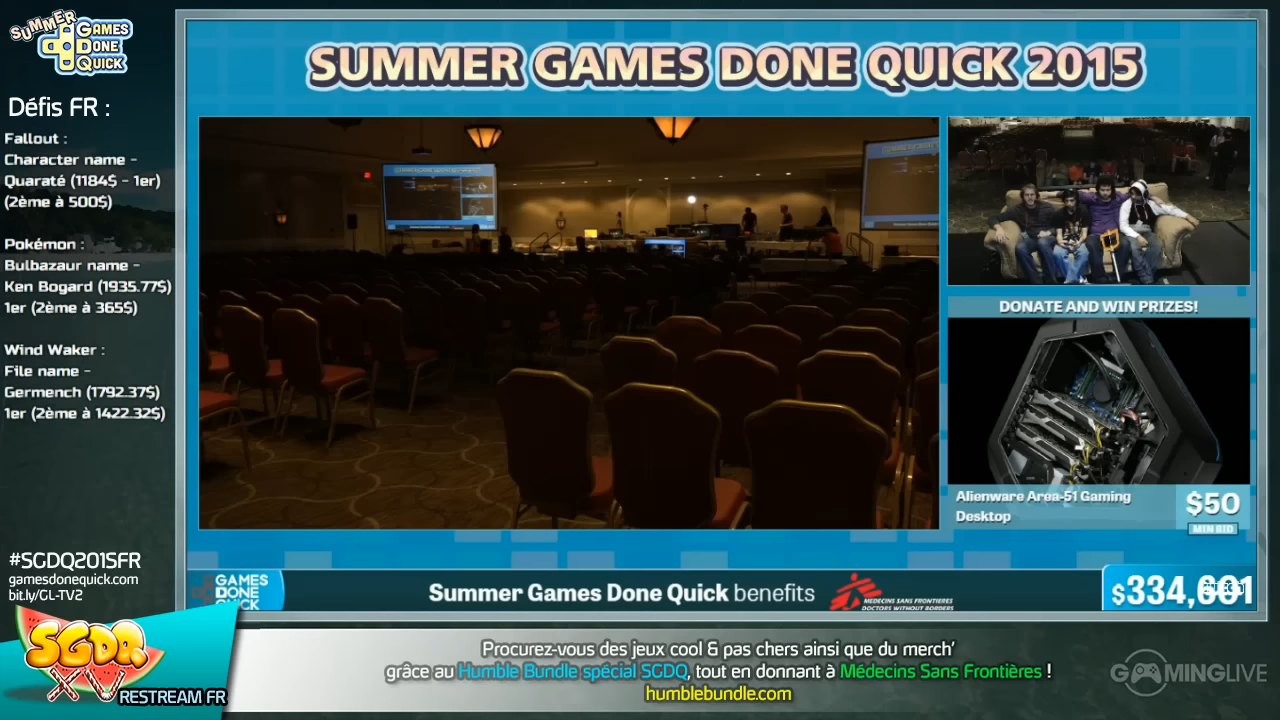 SUMMER GAMES DONE QUICK
SUMMER GAMES DONE QUICK 2015
Défis FR :
Fallout :
Character name -
Quaraté (1184$ - 1er)
(2ème à 500$)
Pokémon :
Bulbazaur name -
Ken Bogard (1935.77$)
1er (2ème à 365$)
Wind Waker :
File name -
Germench (1792.37$)
1er (2ème à 1422.32$)
DONATE AND WIN PRIZES!
Alienware Area-51 Gaming
Desktop
$50
MIN BID
#SGDQ2015FR
gamesdonequick.com
bit.ly/GL-TV2
GAMES
DONE
QUICK
Summer Games Done Quick benefits
MEDECINS SANS FRONTIERES
DOCTORS WITHOUT BORDERS
$334,601
SGDQ
XV
RESTREAM FR
Procurez-vous des jeux cool & pas chers ainsi que du merch'
grâce au Humble Bundle spécial SGDQ, tout en donnant à Médecins Sans Frontières !
humblebundle.com
GAMINGLIVE